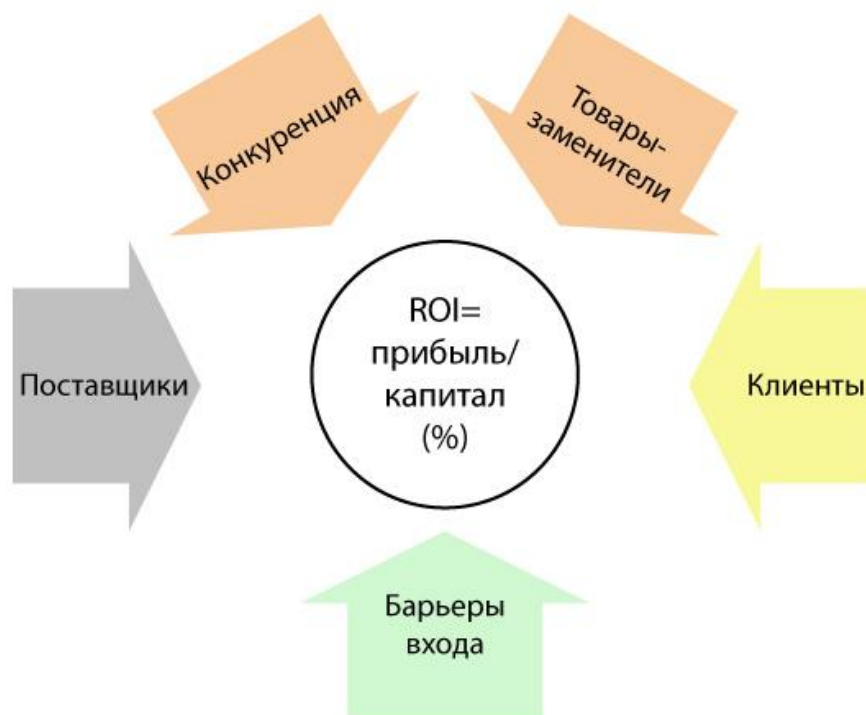 Конкуренция
Товары-
заменители
Поставщики
ROI=
прибыль/
капитал
(%)
Клиенты
Барьеры
входа